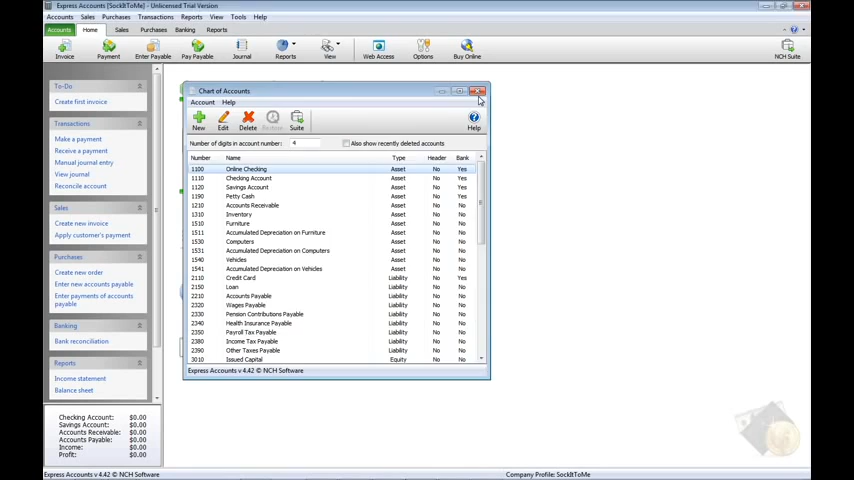 Express Accounts [SockItToMe] - Unlicensed Trial Version
Accounts Sales Purchases Transactions Reports View Tools Help
Accounts Home Sales Purchases Banking Reports
Invoice Payment Enter Payable Pay Payable Journal Reports View Web Access Options Buy Online NCH Suite
To-Do
Create first invoice
Transactions
Make a payment
Receive a payment
Manual journal entry
View journal
Reconcile account
Sales
Create new invoice
Apply customer's payment
Purchases
Create new order
Enter new accounts payable
Enter payments of accounts
payable
Banking
Bank reconciliation
Reports
Income statement
Balance sheet
Checking Account: $0.00
Savings Account: $0.00
Accounts Receivable: $0.00
Accounts Payable: $0.00
Income: $0.00
Profit: $0.00
Chart of Accounts
Account Help
New Edit Delete Restore Suite Help
Number of digits in account number: 4 Also show recently deleted accounts
Number Name Type Header Bank
1100 Online Checking Asset No Yes
1110 Checking Account Asset No Yes
1120 Savings Account Asset No Yes
1190 Petty Cash Asset No Yes
1210 Accounts Receivable Asset No No
1310 Inventory Asset No No
1510 Furniture Asset No No
1511 Accumulated Depreciation on Furniture Asset No No
1530 Computers Asset No No
1531 Accumulated Depreciation on Computers Asset No No
1540 Vehicles Asset No No
1541 Accumulated Depreciation on Vehicles Asset No No
2110 Credit Card Liability No Yes
2150 Loan Liability No No
2210 Accounts Payable Liability No No
2320 Wages Payable Liability No No
2330 Pension Contributions Payable Liability No No
2340 Health Insurance Payable Liability No No
2350 Payroll Tax Payable Liability No No
2380 Income Tax Payable Liability No No
2390 Other Taxes Payable Liability No No
3010 Issued Capital Equity No No
Express Accounts v 4.42 © NCH Software
Express Accounts v 4.42 © NCH Software Company Profile: SockItToMe